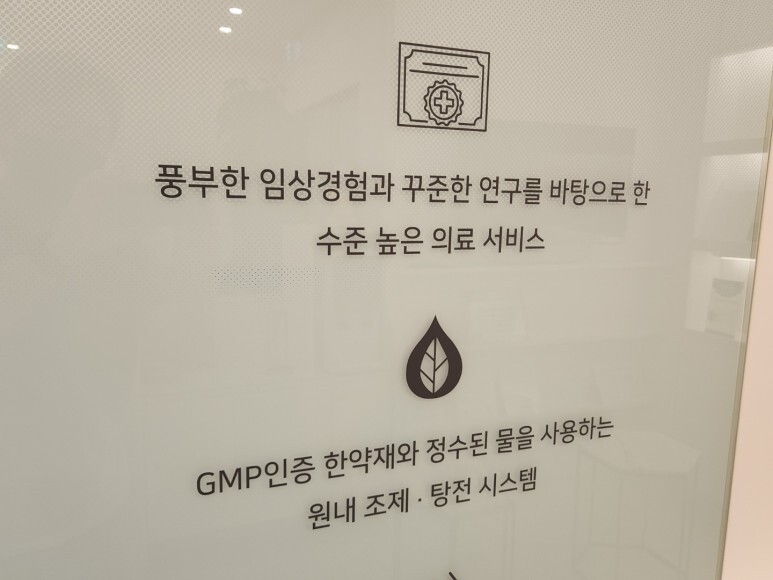 풍부한 임상경험과 꾸준한 연구를 바탕으로 한
수준 높은 의료 서비스
GMP인증 한약재와 정수된 물을 사용하는
원내 조제 · 탕전 시스템